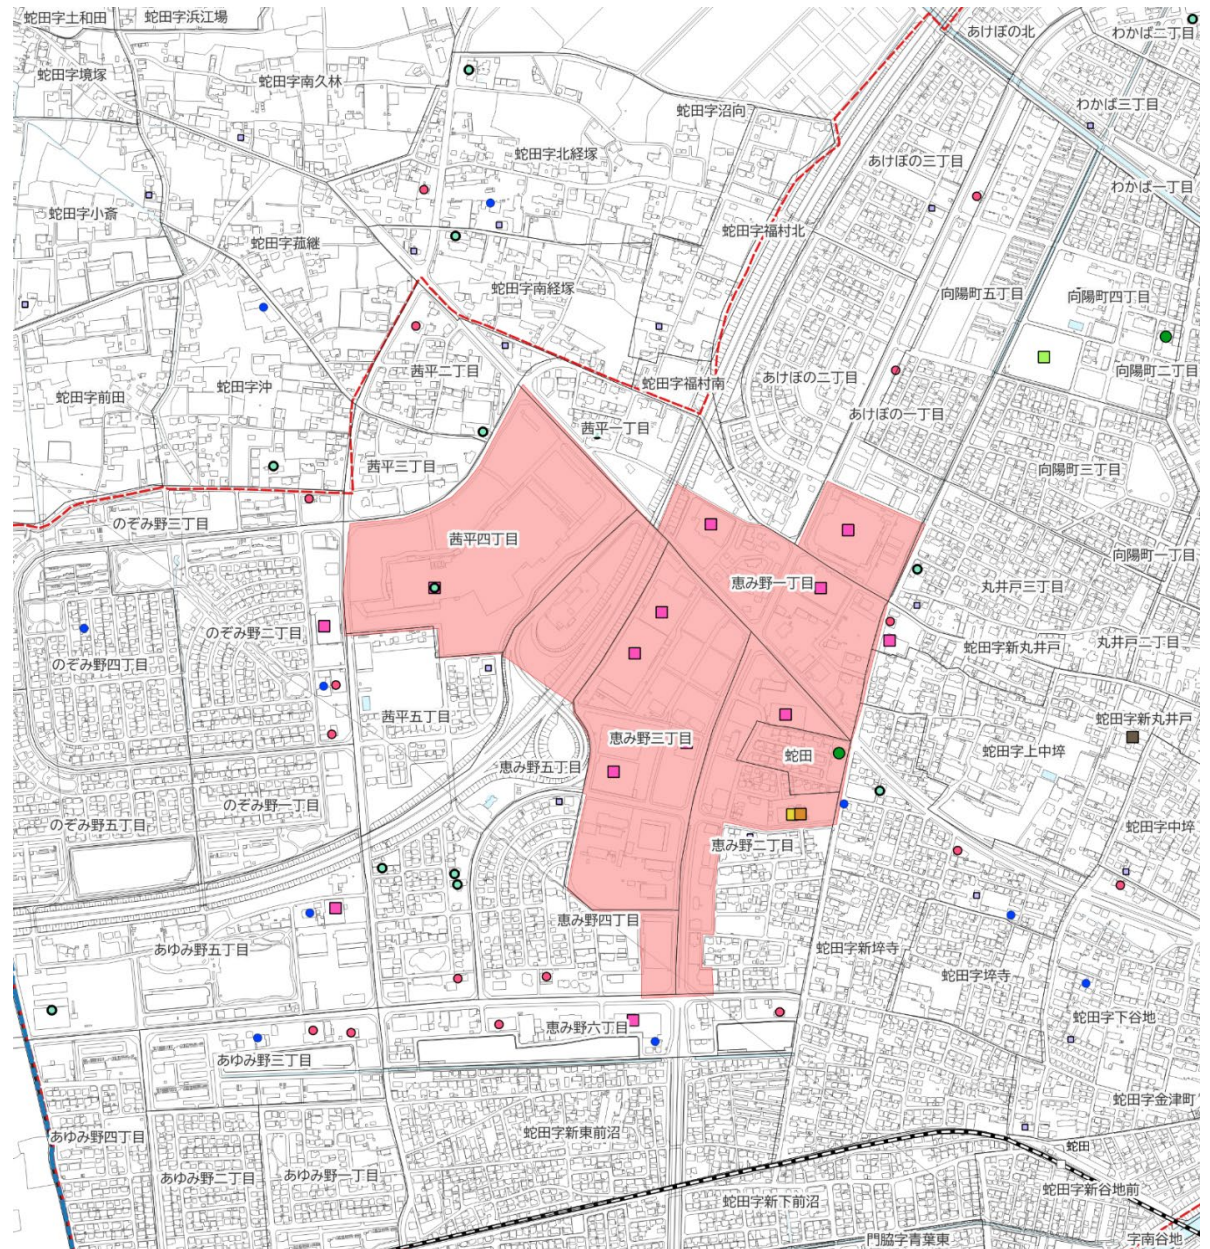 蛇田字土和田
蛇田字浜江場
あけぼの北
わかば二丁目
蛇田字境塚
蛇田字南久林
蛇田字沼向
わかば三丁目
蛇田字北経塚
あけぼの三丁目
わかば一丁目
蛇田字小斎
蛇田字菰継
蛇田字福村北
蛇田字南経塚
向陽町五丁目
向陽町四丁目
蛇田字前田
蛇田字沖
茜平二丁目
蛇田字福村南
あけぼの二丁目
向陽町二丁目
茜平一丁目
あけぼの一丁目
茜平三丁目
向陽町三丁目
のぞみ野三丁目
茜平四丁目
向陽町一丁目
恵み野一丁目
丸井戸三丁目
のぞみ野二丁目
蛇田字新丸井戸
丸井戸二丁目
のぞみ野四丁目
茜平五丁目
蛇田字新丸井戸
恵み野三丁目
蛇田
蛇田字上中埣
恵み野五丁目
のぞみ野一丁目
のぞみ野五丁目
蛇田字中埣
恵み野二丁目
恵み野四丁目
あゆみ野五丁目
蛇田字新埣寺
蛇田字埣寺
蛇田字下谷地
恵み野六丁目
あゆみ野三丁目
蛇田字金津町
あゆみ野四丁目
蛇田字新東前沼
蛇田
あゆみ野二丁目
あゆみ野一丁目
蛇田字新下前沼
蛇田字新谷地前
門脇字青葉東
字南谷地